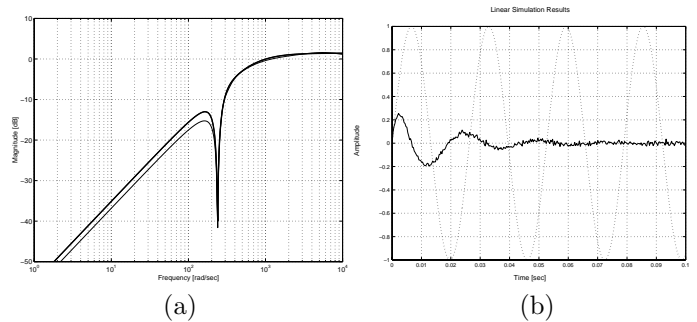 Linear Simulation Results
10
0
-10
-20
-30
-40
-50
Magnitude [dB]
10^0 10^1 10^2 10^3 10^4
Frequency [rad/sec]
(a)
1
0.8
0.6
0.4
0.2
0
-0.2
-0.4
-0.6
-0.8
-1
Amplitude
0 0.01 0.02 0.03 0.04 0.05 0.06 0.07 0.08 0.09 0.1
Time [sec]
(b)